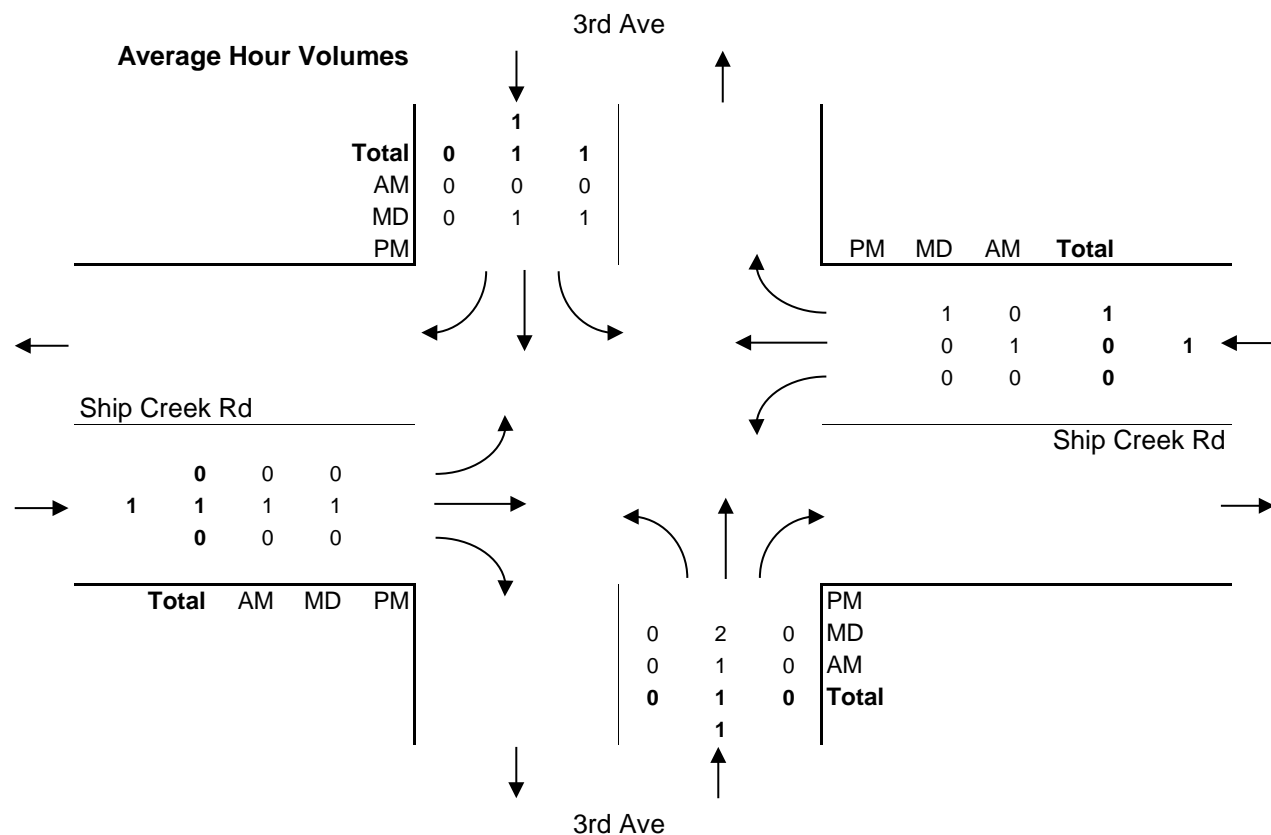 3rd Ave
Average Hour Volumes
1
Total 0 1 1
AM 0 0 0
MD 0 1 1
PM
PM MD AM Total
1 0 1
0 1 0 1
0 0 0
Ship Creek Rd
Ship Creek Rd
0 0 0
1 1 1 1
0 0 0
Total AM MD PM
PM
0 2 0 MD
0 1 0 AM
0 1 0 Total
1
3rd Ave